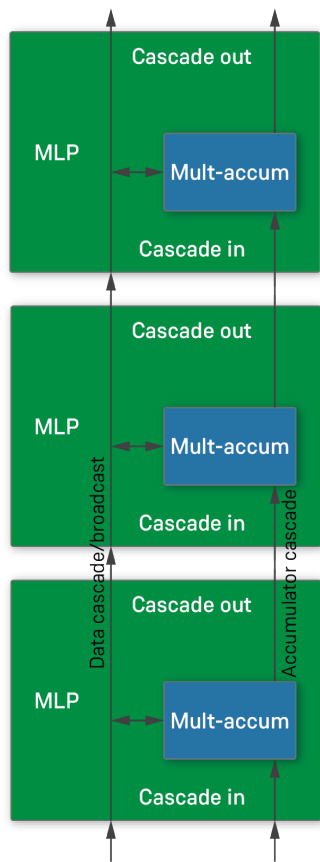 Cascade out
MLP
Mult-accum
Cascade in
Cascade out
MLP
Mult-accum
Cascade in
Data cascade/broadcast
Accumulator cascade
Cascade out
MLP
Mult-accum
Cascade in